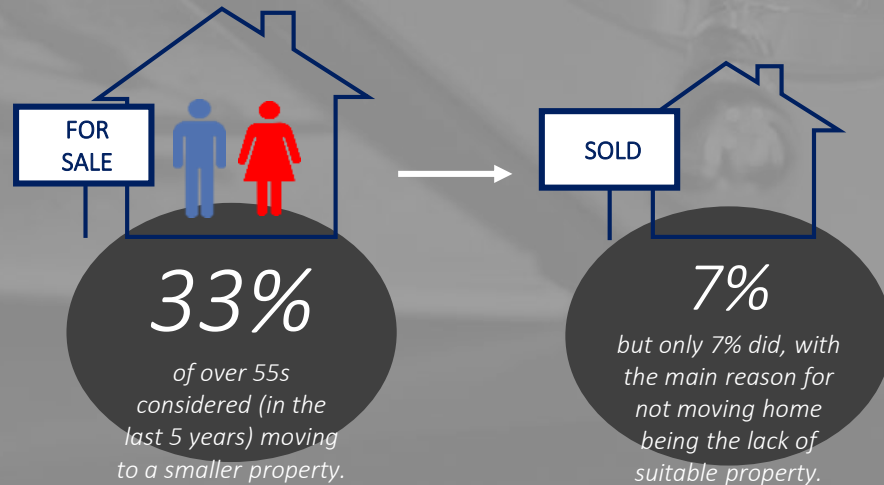 FOR
SALE
33%
of over 55s
considered (in the
last 5 years) moving
to a smaller property.
SOLD
7%
but only 7% did, with
the main reason for
not moving home
being the lack of
suitable property.